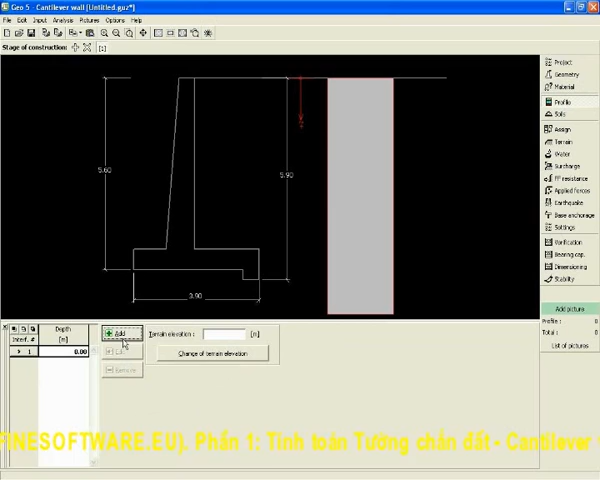 Geo 5 - Cantilever wall [Untitled.guz*]
File Edit Input Analysis Pictures Options Help
Stage of construction: [1]
Project
Geometry
Material
Profile
Soils
Assign
Terrain
Water
Surcharge
FF resistance
Applied forces
Earthquake
Base anchorage
Settings
Verification
Bearing cap.
Dimensioning
Stability
Add picture
Profile : 0
Total : 0
List of pictures
5.60
5.90
3.90
Interf. # Depth [m]
1 0.00
Add
Edit
Remove
Terrain elevation : [m]
Change of terrain elevation
FINESOFTWARE.EU). Phần 1: Tính toán Tường chắn đất - Cantilever